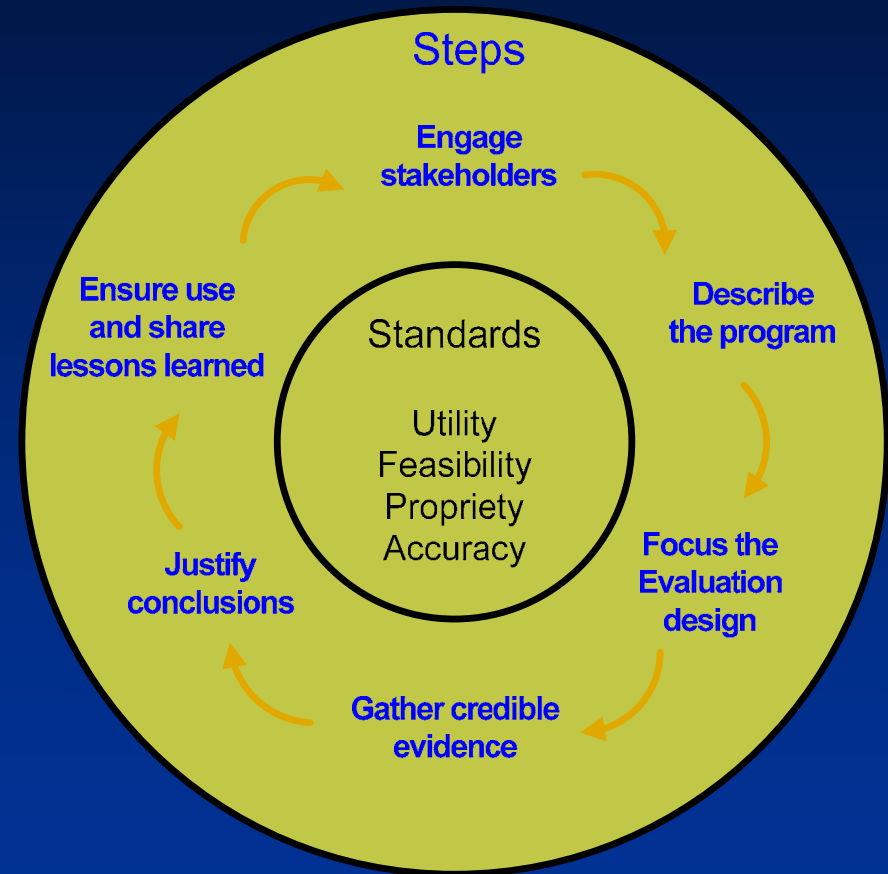 Steps
Engage
stakeholders
Describe
the program
Focus the
Evaluation
design
Gather credible
evidence
Justify
conclusions
Ensure use
and share
lessons learned
Standards
Utility
Feasibility
Propriety
Accuracy